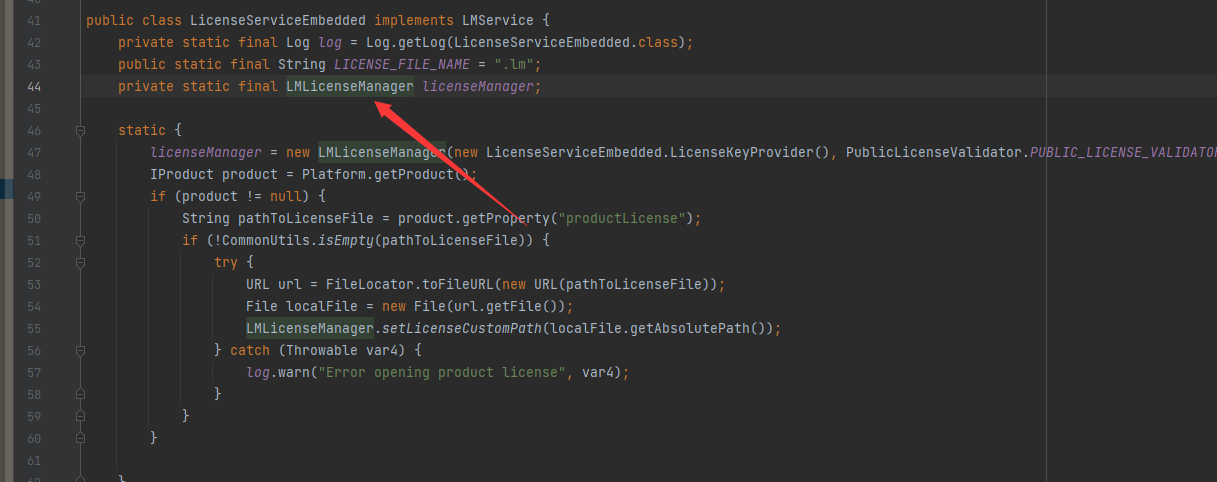 41 public class LicenseServiceEmbedded implements LMService {
42 private static final Log log = Log.getLog(LicenseServiceEmbedded.class);
43 public static final String LICENSE_FILE_NAME = ".lm";
44 private static final LMLicenseManager licenseManager;
45
46 static {
47 licenseManager = new LMLicenseManager(new LicenseServiceEmbedded.LicenseKeyProvider(), PublicLicenseValidator.PUBLIC_LICENSE_VALIDATOR
48 IProduct product = Platform.getProduct();
49 if (product != null) {
50 String pathToLicenseFile = product.getProperty("productLicense");
51 if (!CommonUtils.isEmpty(pathToLicenseFile)) {
52 try {
53 URL url = FileLocator.toFileURL(new URL(pathToLicenseFile));
54 File localFile = new File(url.getFile());
55 LMLicenseManager.setLicenseCustomPath(localFile.getAbsolutePath());
56 } catch (Throwable var4) {
57 log.warn("Error opening product license", var4);
58 }
59 }
60 }
61